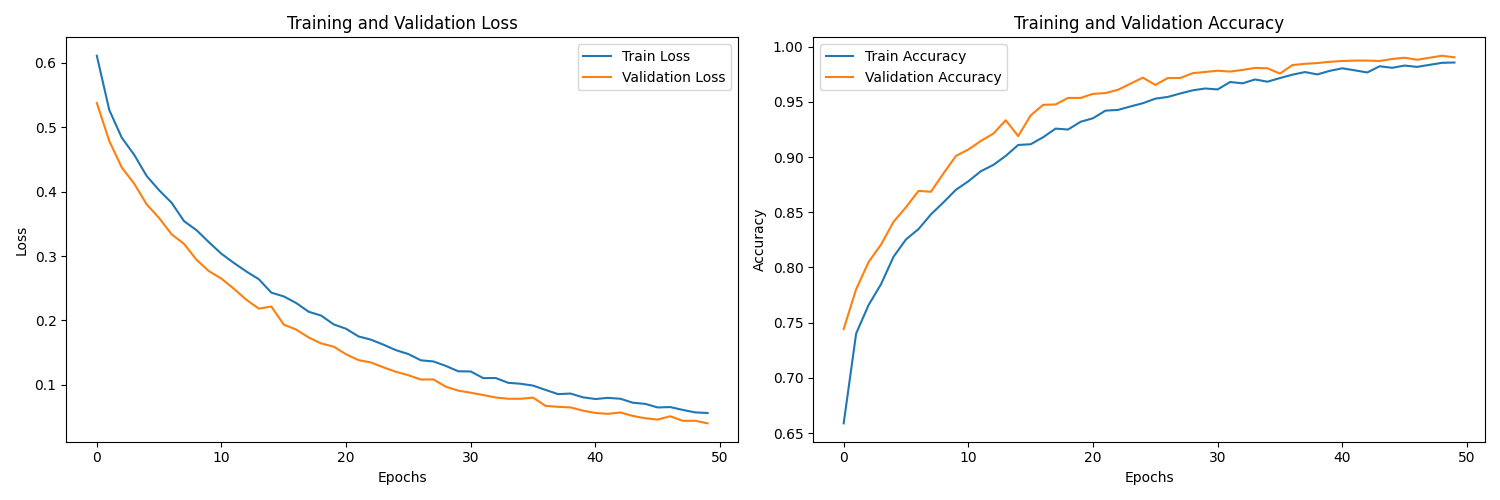 Training and Validation Loss
Train Loss
Validation Loss
Loss
0.6
0.5
0.4
0.3
0.2
0.1
0 10 20 30 40 50
Epochs
Training and Validation Accuracy
Train Accuracy
Validation Accuracy
Accuracy
1.00
0.95
0.90
0.85
0.80
0.75
0.70
0.65
0 10 20 30 40 50
Epochs